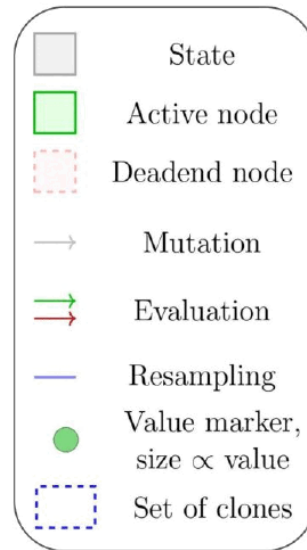 State
Active node
Deadend node
Mutation
Evaluation
Resampling
Value marker,
size ∝ value
Set of clones